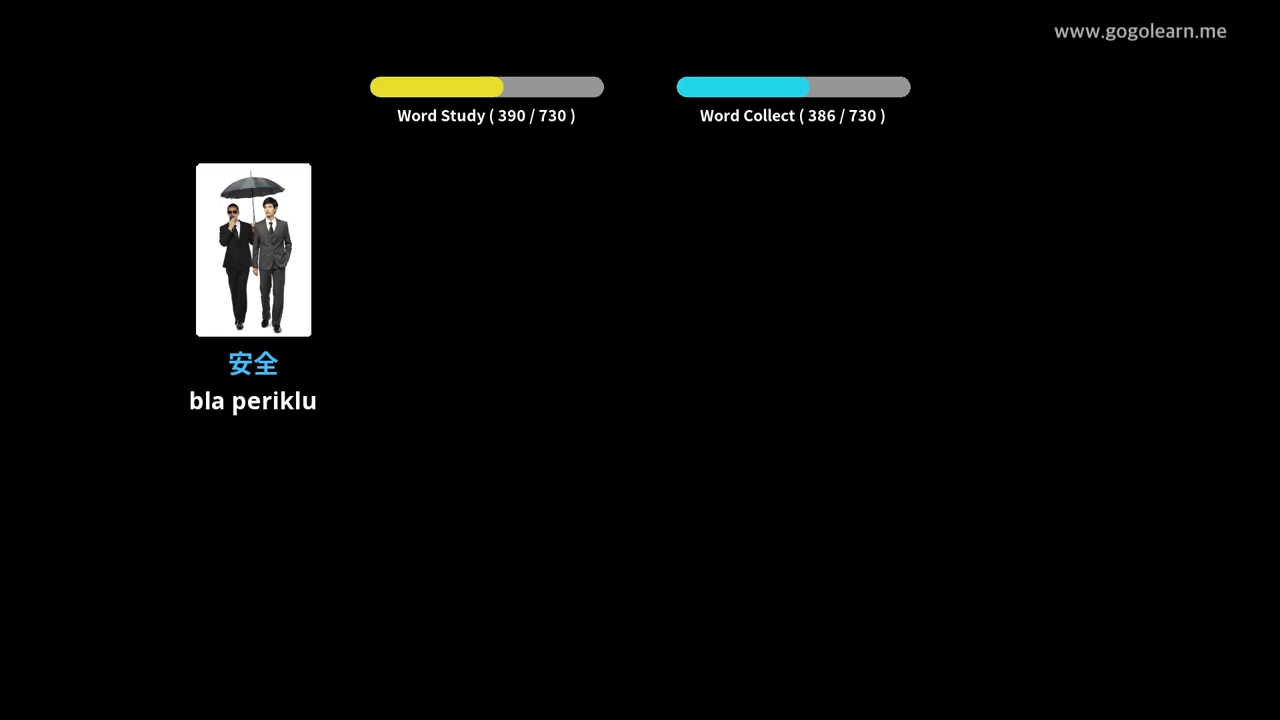 www.gogolearn.me
Word Study ( 390 / 730 )
Word Collect ( 386 / 730 )
安全
bla periklu